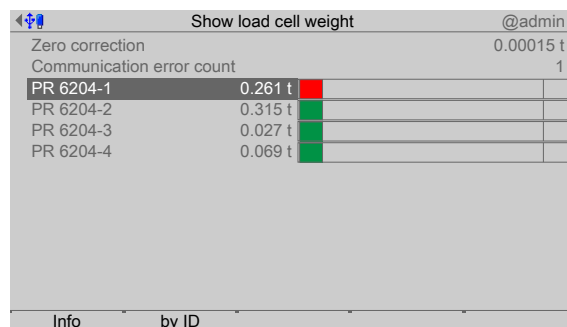 Show load cell weight @admin
Zero correction 0.00015 t
Communication error count 1
PR 6204-1 0.261 t
PR 6204-2 0.315 t
PR 6204-3 0.027 t
PR 6204-4 0.069 t
Info by ID